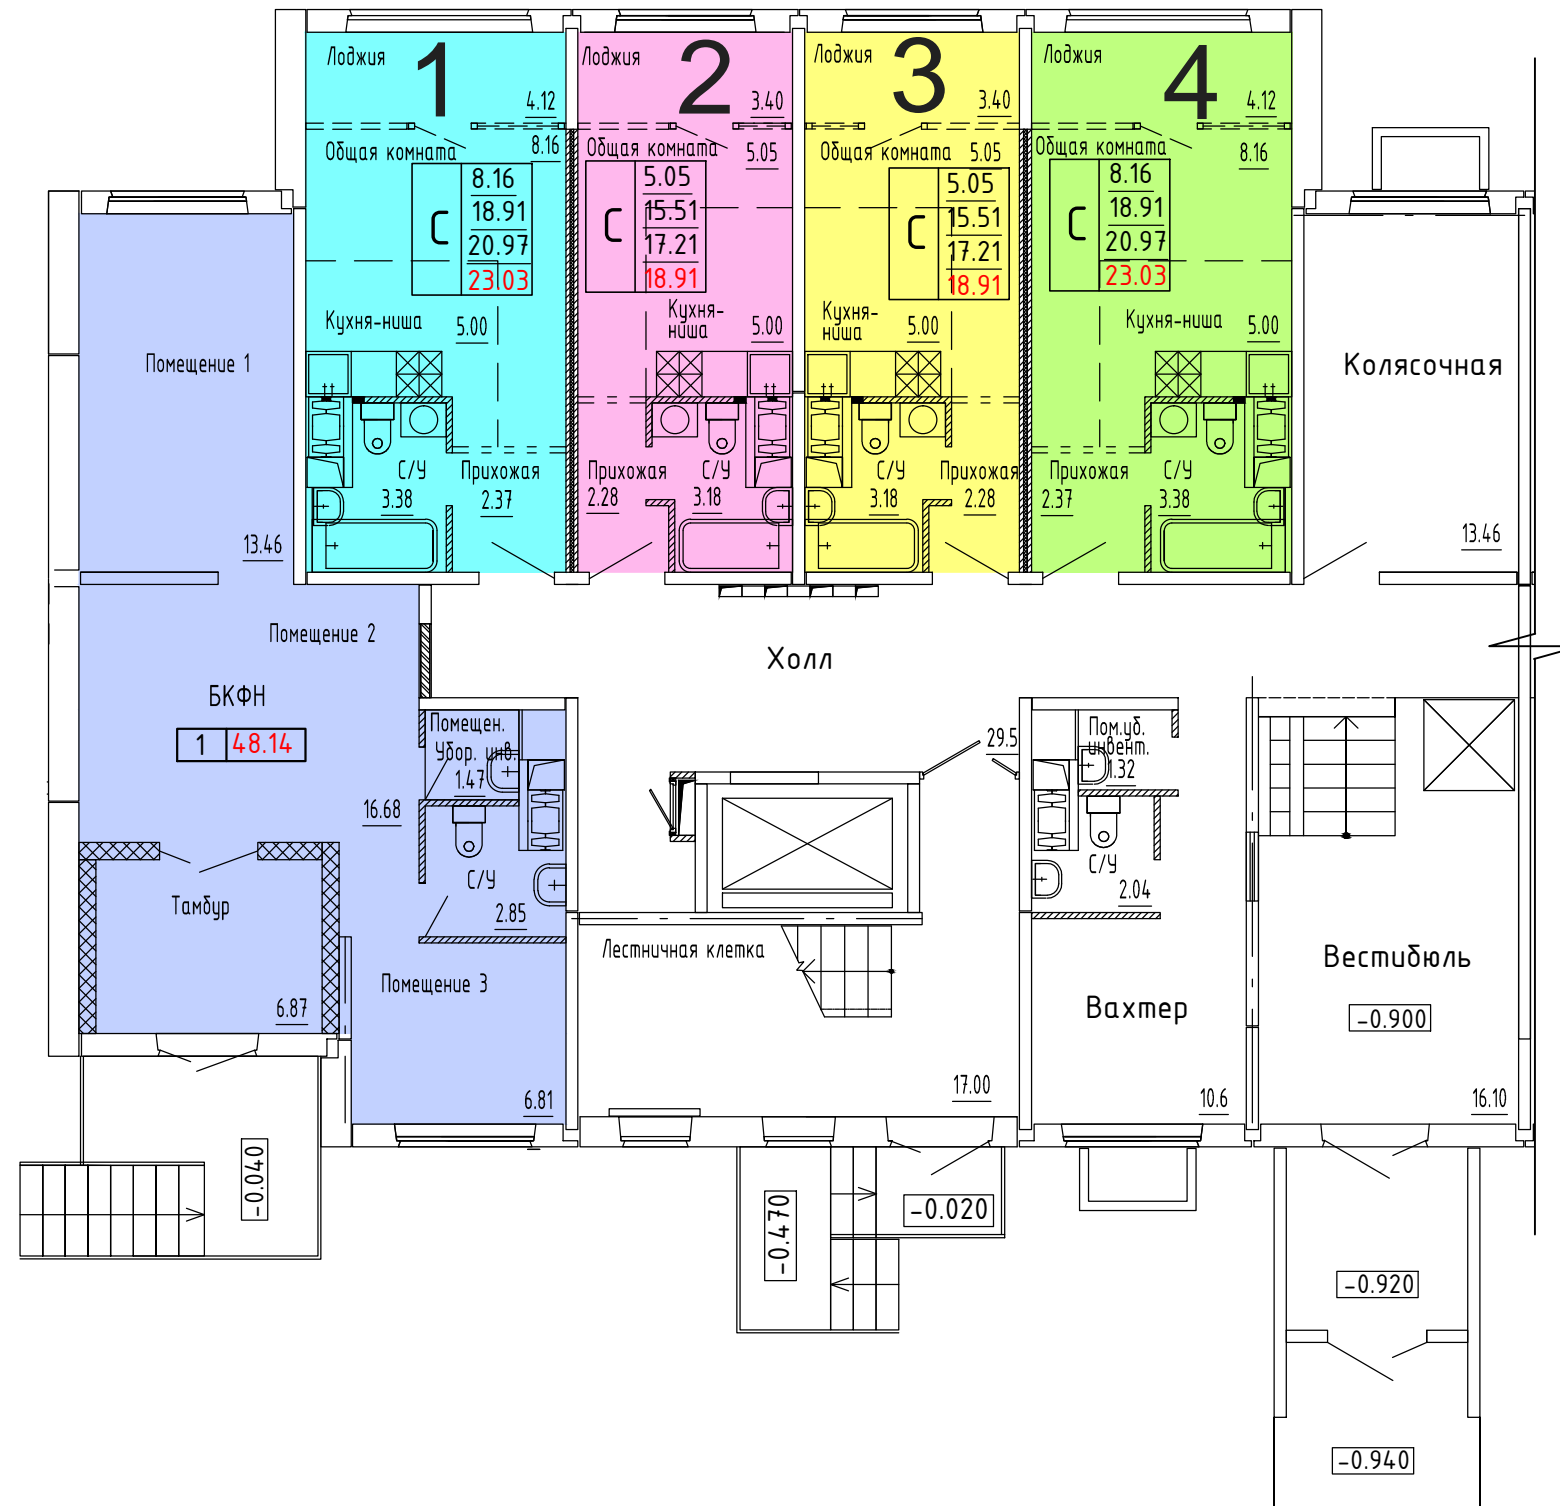 1
Лоджия
4.12
Общая комната
8.16
С
8.16
18.91
20.97
23.03
Кухня-ниша
5.00
С/У
3.38
Прихожая
2.37
2
Лоджия
3.40
Общая комната
5.05
С
5.05
15.51
17.21
18.91
Кухня-
ниша
5.00
Прихожая
2.28
С/У
3.18
3
Лоджия
3.40
Общая комната
5.05
С
5.05
15.51
17.21
18.91
Кухня-
ниша
5.00
С/У
3.18
Прихожая
2.28
4
Лоджия
4.12
Общая комната
8.16
С
8.16
18.91
20.97
23.03
Кухня-ниша
5.00
Прихожая
2.37
С/У
3.38
Колясочная
13.46
Помещение 1
13.46
Помещение 2
БКФН
1 48.14
16.68
Помещен.
Убор. инв.
1.47
С/У
2.85
Тамбур
6.87
Помещение 3
6.81
Холл
29.5
Лестничная клетка
17.00
Пом.уб.
инвент.
1.32
С/У
2.04
Вахтер
10.6
Вестибюль
-0.900
16.10
-0.040
-0.470
-0.020
-0.920
-0.940